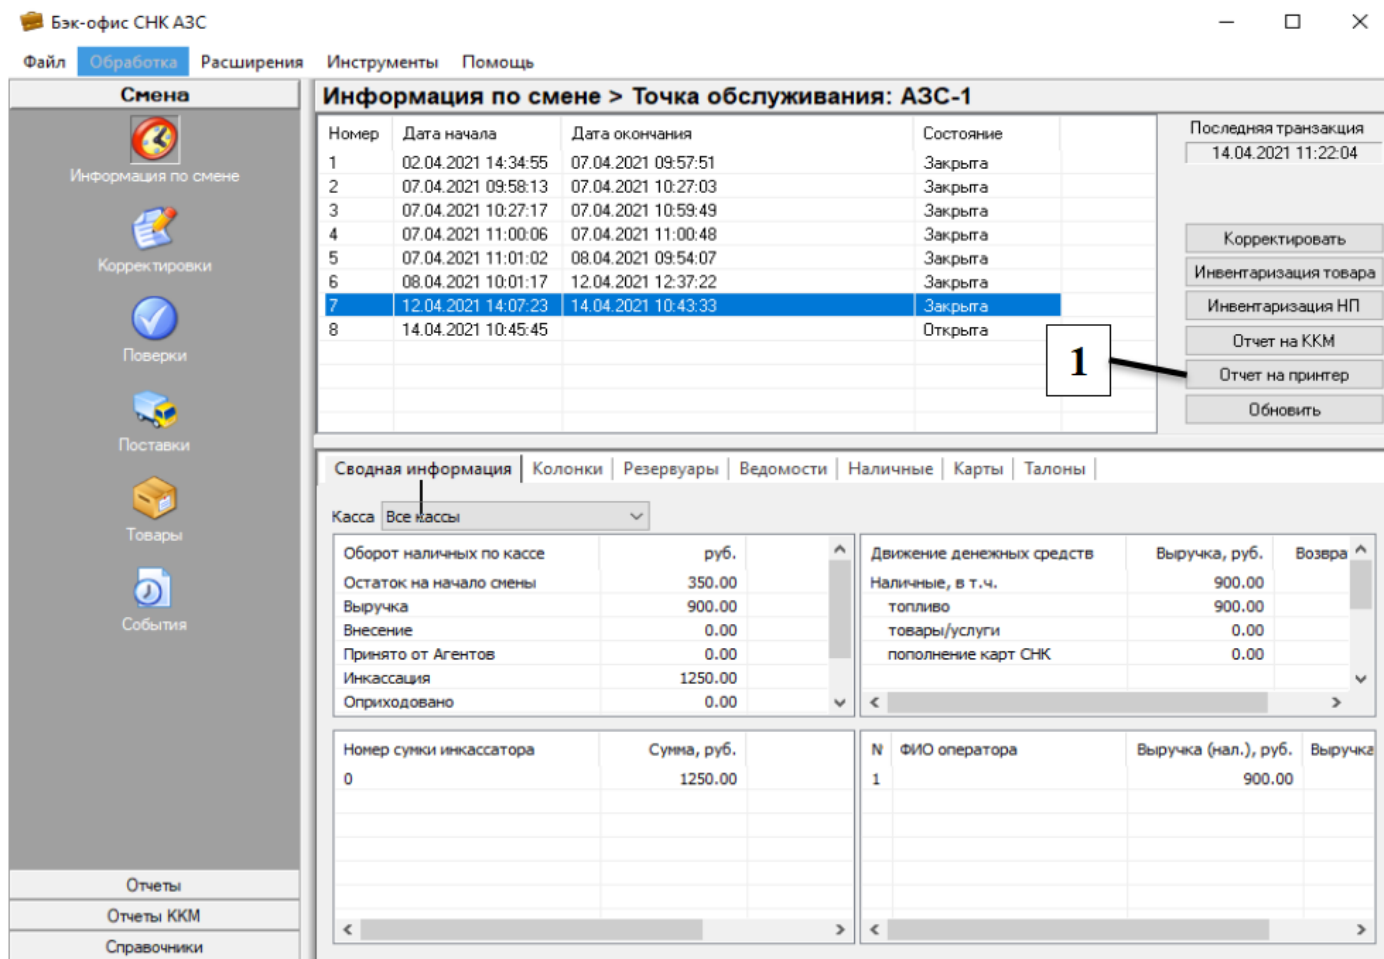 Бэк-офис СНК АЗС
Файл Обработка Расширения Инструменты Помощь
Смена
Информация по смене
Корректировки
Поверки
Поставки
Товары
События
Отчеты
Отчеты ККМ
Справочники
Информация по смене > Точка обслуживания: АЗС-1
Номер Дата начала Дата окончания Состояние
1 02.04.2021 14:34:55 07.04.2021 09:57:51 Закрыта
2 07.04.2021 09:58:13 07.04.2021 10:27:03 Закрыта
3 07.04.2021 10:27:17 07.04.2021 10:59:49 Закрыта
4 07.04.2021 11:00:06 07.04.2021 11:00:48 Закрыта
5 07.04.2021 11:01:02 08.04.2021 09:54:07 Закрыта
6 08.04.2021 10:01:17 12.04.2021 12:37:22 Закрыта
7 12.04.2021 14:07:23 14.04.2021 10:43:33 Закрыта
8 14.04.2021 10:45:45 Открыта
Последняя транзакция
14.04.2021 11:22:04
Корректировать
Инвентаризация товара
Инвентаризация НП
Отчет на ККМ
1
Отчет на принтер
Обновить
Сводная информация Колонки Резервуары Ведомости Наличные Карты Талоны
Касса Все кассы
Оборот наличных по кассе руб.
Остаток на начало смены 350.00
Выручка 900.00
Внесение 0.00
Принято от Агентов 0.00
Инкассация 1250.00
Оприходовано 0.00
Движение денежных средств Выручка, руб. Возвра
Наличные, в т.ч. 900.00
топливо 900.00
товары/услуги 0.00
пополнение карт СНК 0.00
Номер сумки инкассатора Сумма, руб.
0 1250.00
№ ФИО оператора Выручка (нал.), руб. Выручка
1 900.00